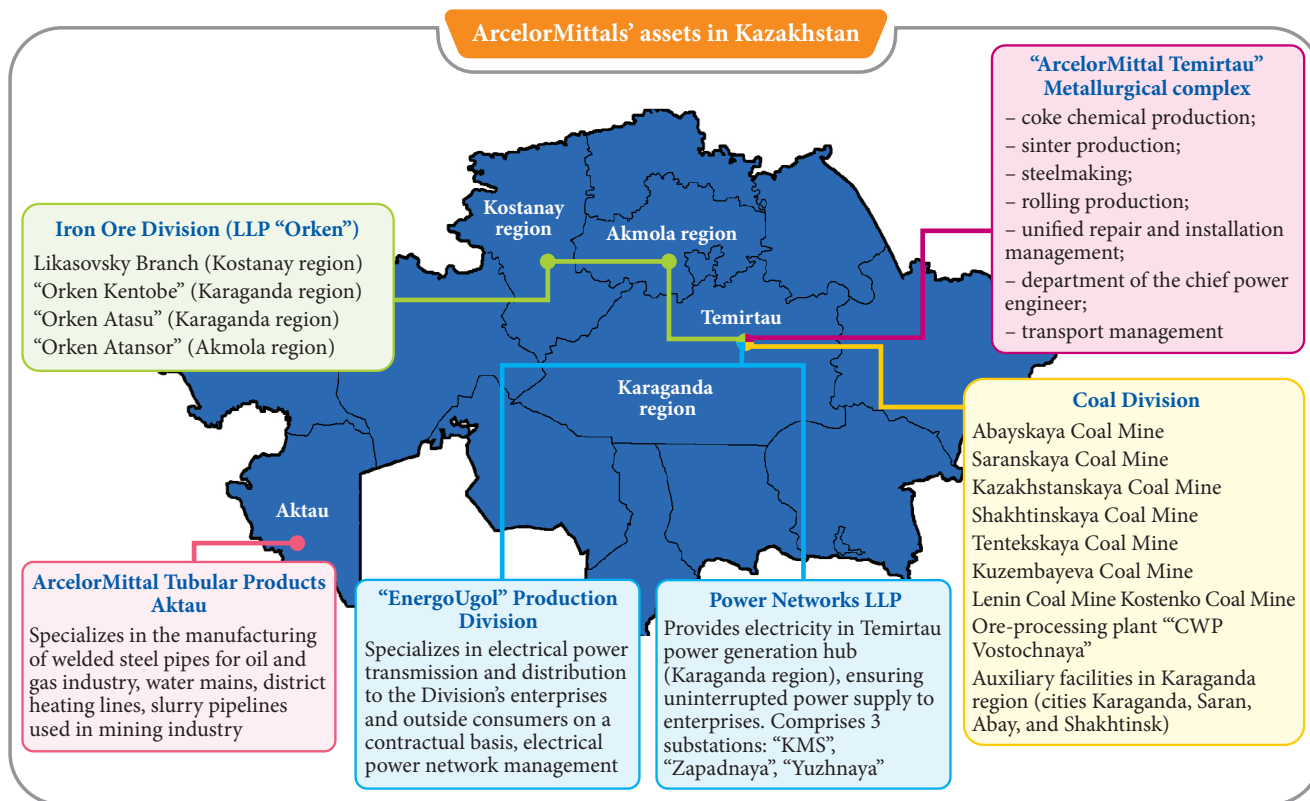 ArcelorMittals’ assets in Kazakhstan
“ArcelorMittal Temirtau”
Metallurgical complex
– coke chemical production;
– sinter production;
– steelmaking;
– rolling production;
– unified repair and installation
management;
– department of the chief power
engineer;
– transport management
Kostanay
region
Akmola region
Iron Ore Division (LLP “Orken”)
Likasovsky Branch (Kostanay region)
“Orken Kentobe” (Karaganda region)
“Orken Atasu” (Karaganda region)
“Orken Atansor” (Akmola region)
Temirtau
Karaganda
region
Coal Division
Abayskaya Coal Mine
Saranskaya Coal Mine
Kazakhstanskaya Coal Mine
Shakhtinskaya Coal Mine
Tentekskaya Coal Mine
Kuzembayeva Coal Mine
Lenin Coal Mine Kostenko Coal Mine
Ore-processing plant “‘CWP
Vostochnaya”
Auxiliary facilities in Karaganda
region (cities Karaganda, Saran,
Abay, and Shakhtinsk)
Aktau
ArcelorMittal Tubular Products
Aktau
Specializes in the manufacturing
of welded steel pipes for oil and
gas industry, water mains, district
heating lines, slurry pipelines
used in mining industry
“EnergoUgol” Production
Division
Specializes in electrical power
transmission and distribution
to the Division’s enterprises
and outside consumers on a
contractual basis, electrical
power network management
Power Networks LLP
Provides electricity in Temirtau
power generation hub
(Karaganda region), ensuring
uninterrupted power supply to
enterprises. Comprises 3
substations: “KMS”,
“Zapadnaya”, “Yuzhnaya”